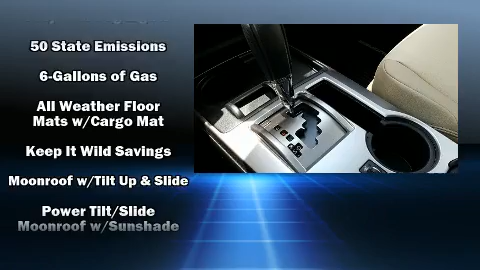 50 State Emissions
6-Gallons of Gas
All Weather Floor
Mats w/Cargo Mat
Keep It Wild Savings
Moonroof w/Tilt Up & Slide
Power Tilt/Slide
Moonroof w/Sunshade